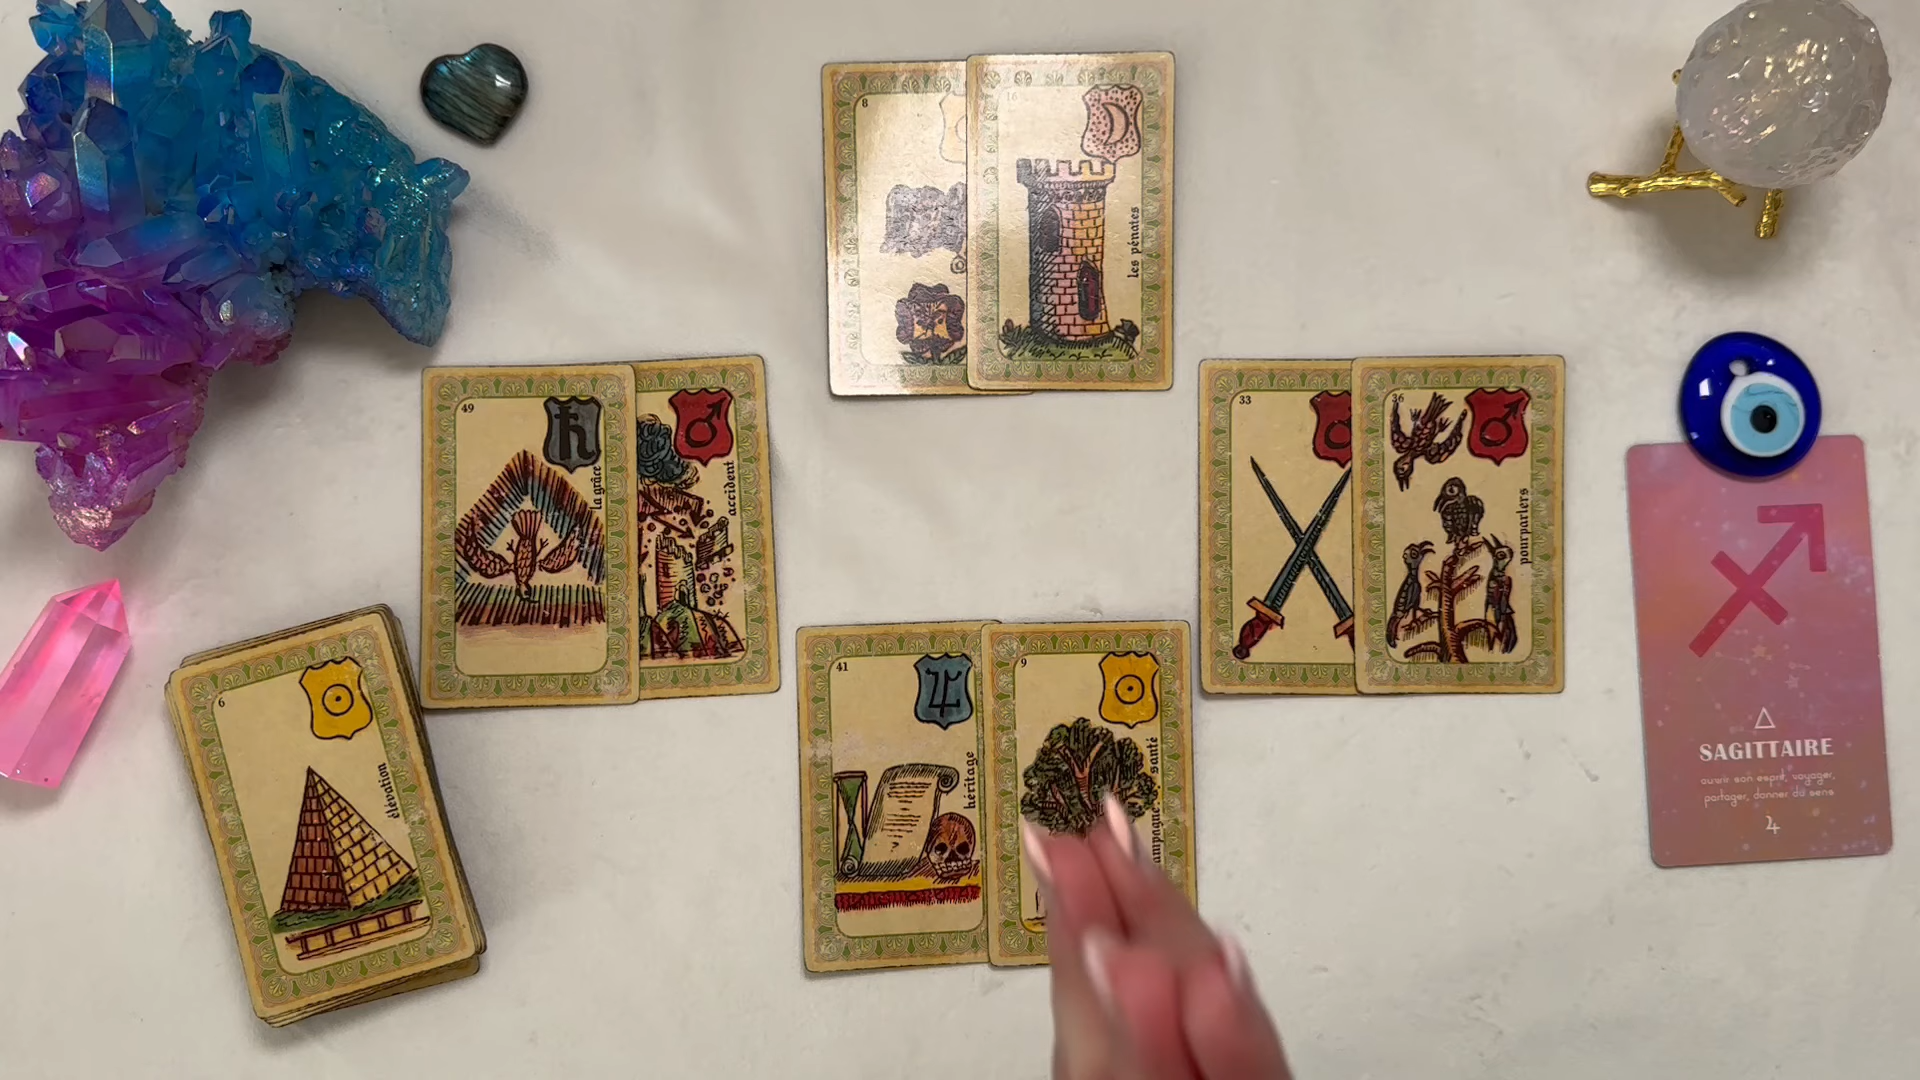 8
16
les pénates
49
la grâce
accident
33
36
pourparlers
6
élévation
41
héritage
9
santé
SAGITTAIRE
ouvrir son esprit, voyager,
partager, donner du sens